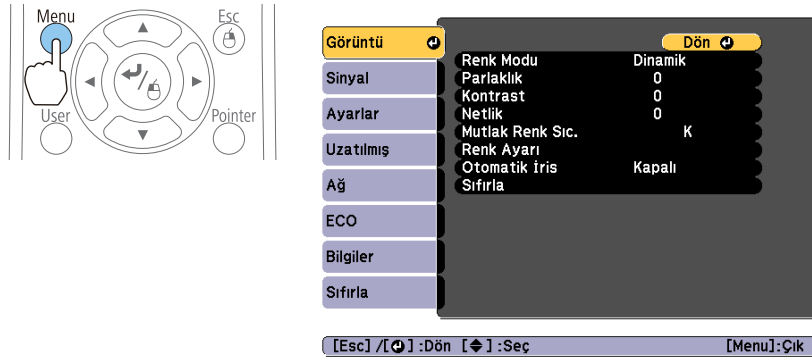 Menu
Esc
User
Pointer
Görüntü
Sinyal
Ayarlar
Uzatılmış
Ağ
ECO
Bilgiler
Sıfırla
Dön
Renk Modu Dinamik
Parlaklık 0
Kontrast 0
Netlik 0
Mutlak Renk Sıc. K
Renk Ayarı
Otomatik İris Kapalı
Sıfırla
[Esc] /[ ] :Dön [ ] :Seç [Menu]:Çık